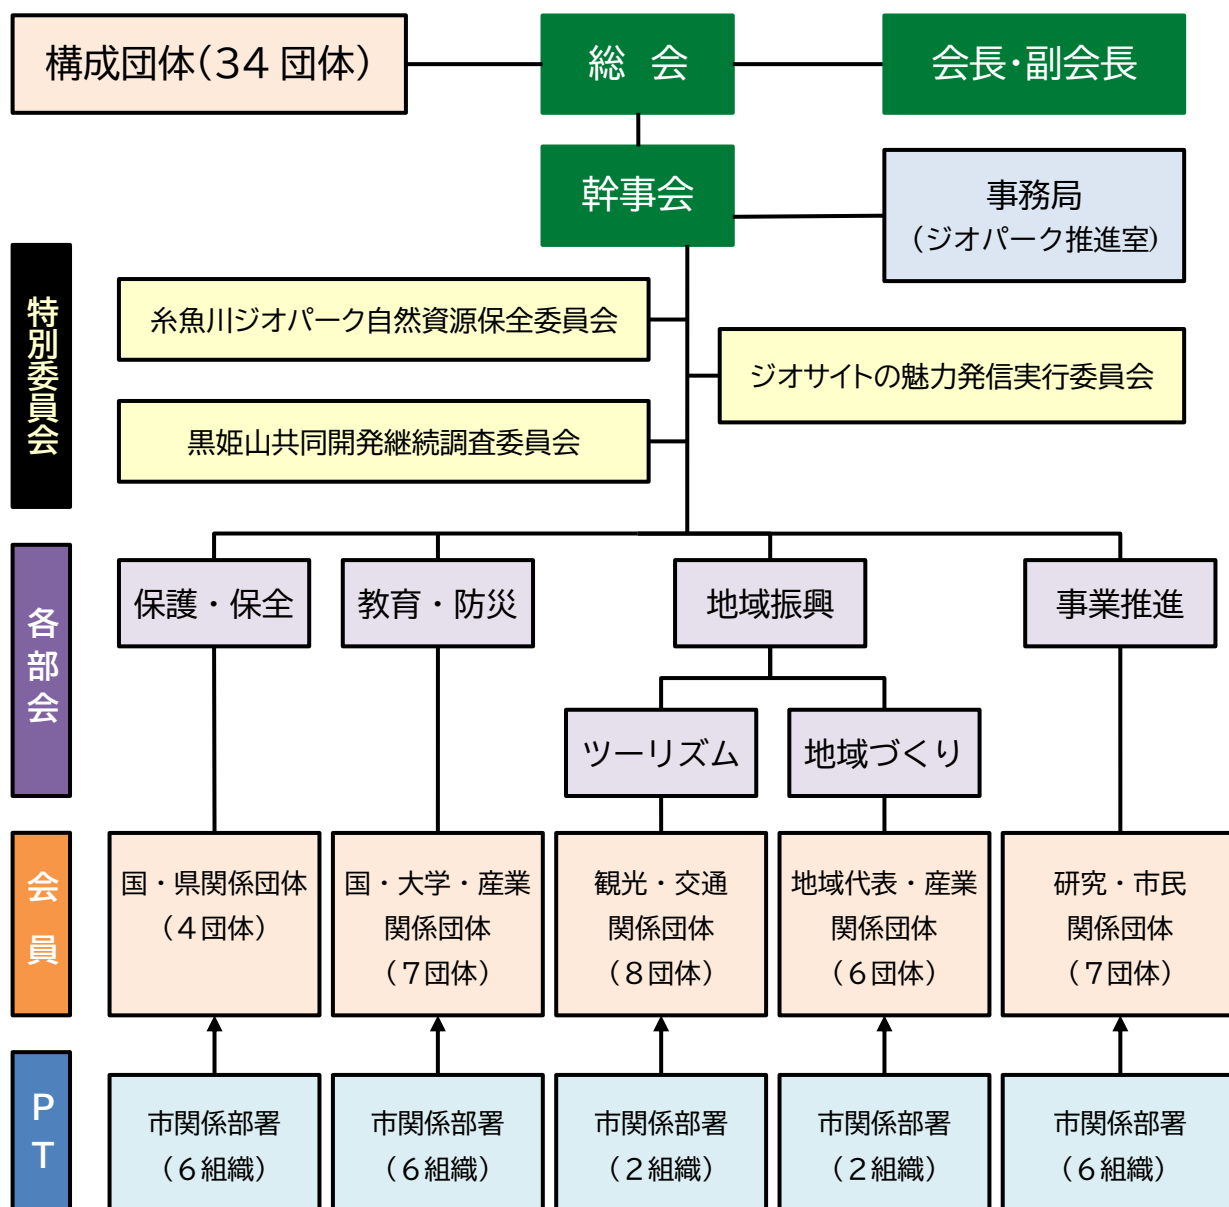 構成団体(34 団体)
総 会
会長・副会長
幹事会
事務局
(ジオパーク推進室)
特別委員会
糸魚川ジオパーク自然資源保全委員会
ジオサイトの魅力発信実行委員会
黒姫山共同開発継続調査委員会
各部会
保護・保全
教育・防災
地域振興
事業推進
ツーリズム
地域づくり
会員
国・県関係団体
(4団体)
国・大学・産業
関係団体
(7団体)
観光・交通
関係団体
(8団体)
地域代表・産業
関係団体
(6団体)
研究・市民
関係団体
(7団体)
PT
市関係部署
(6組織)
市関係部署
(6組織)
市関係部署
(2組織)
市関係部署
(2組織)
市関係部署
(6組織)